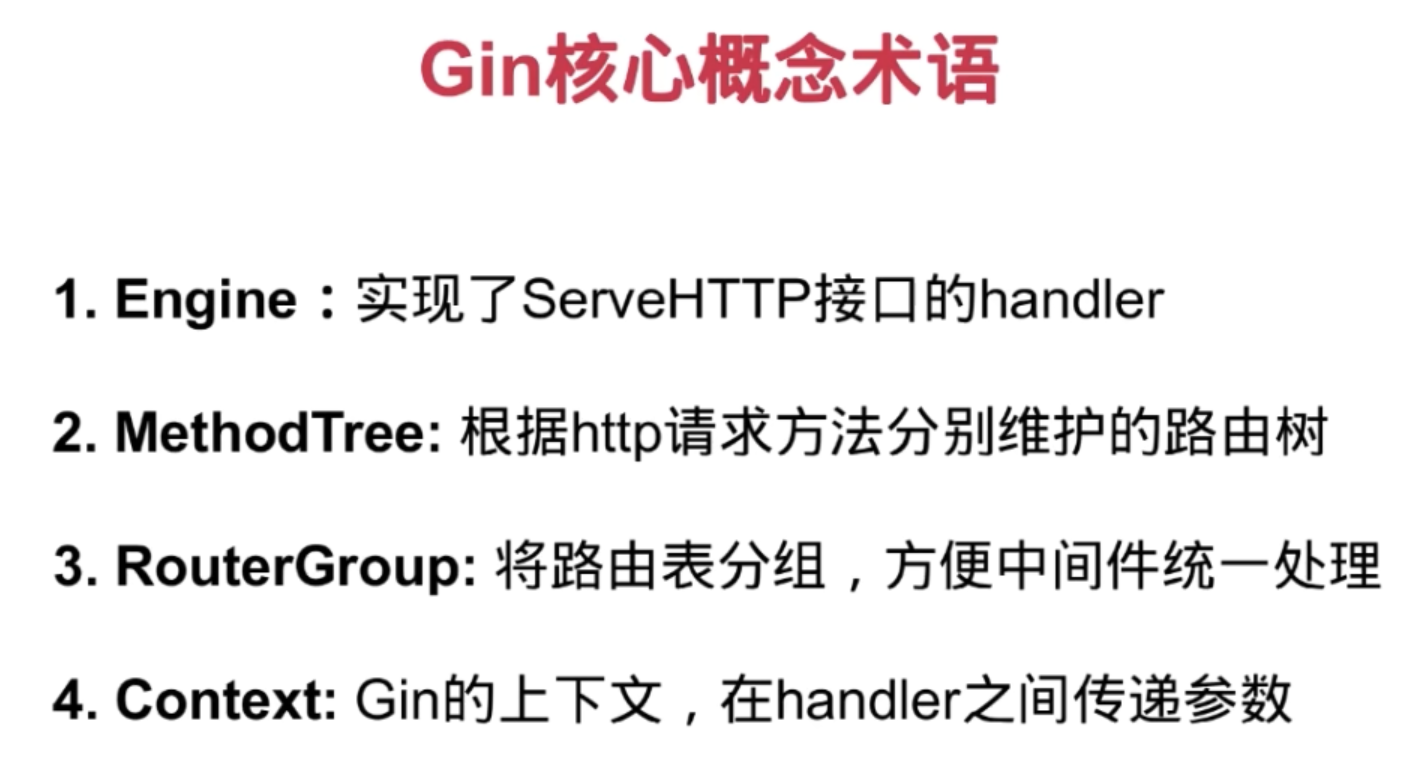 Gin核心概念术语
1. Engine：实现了ServeHTTP接口的handler
2. MethodTree: 根据http请求方法分别维护的路由树
3. RouterGroup: 将路由表分组，方便中间件统一处理
4. Context: Gin的上下文，在handler之间传递参数